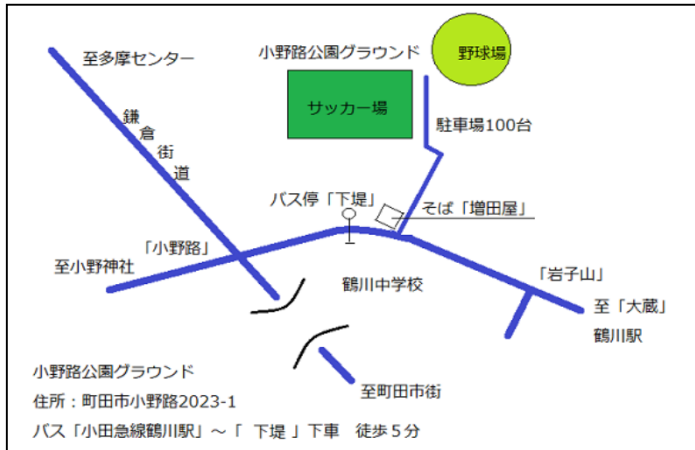 至多摩センター
小野路公園グラウンド
野球場
サッカー場
鎌倉街道
駐車場100台
バス停「下堤」
そば「増田屋」
「小野路」
至小野神社
鶴川中学校
「岩子山」
至「大蔵」
鶴川駅
至町田市街
小野路公園グラウンド
住所：町田市小野路2023-1
バス「小田急線鶴川駅」～「 下堤 」下車　徒歩５分